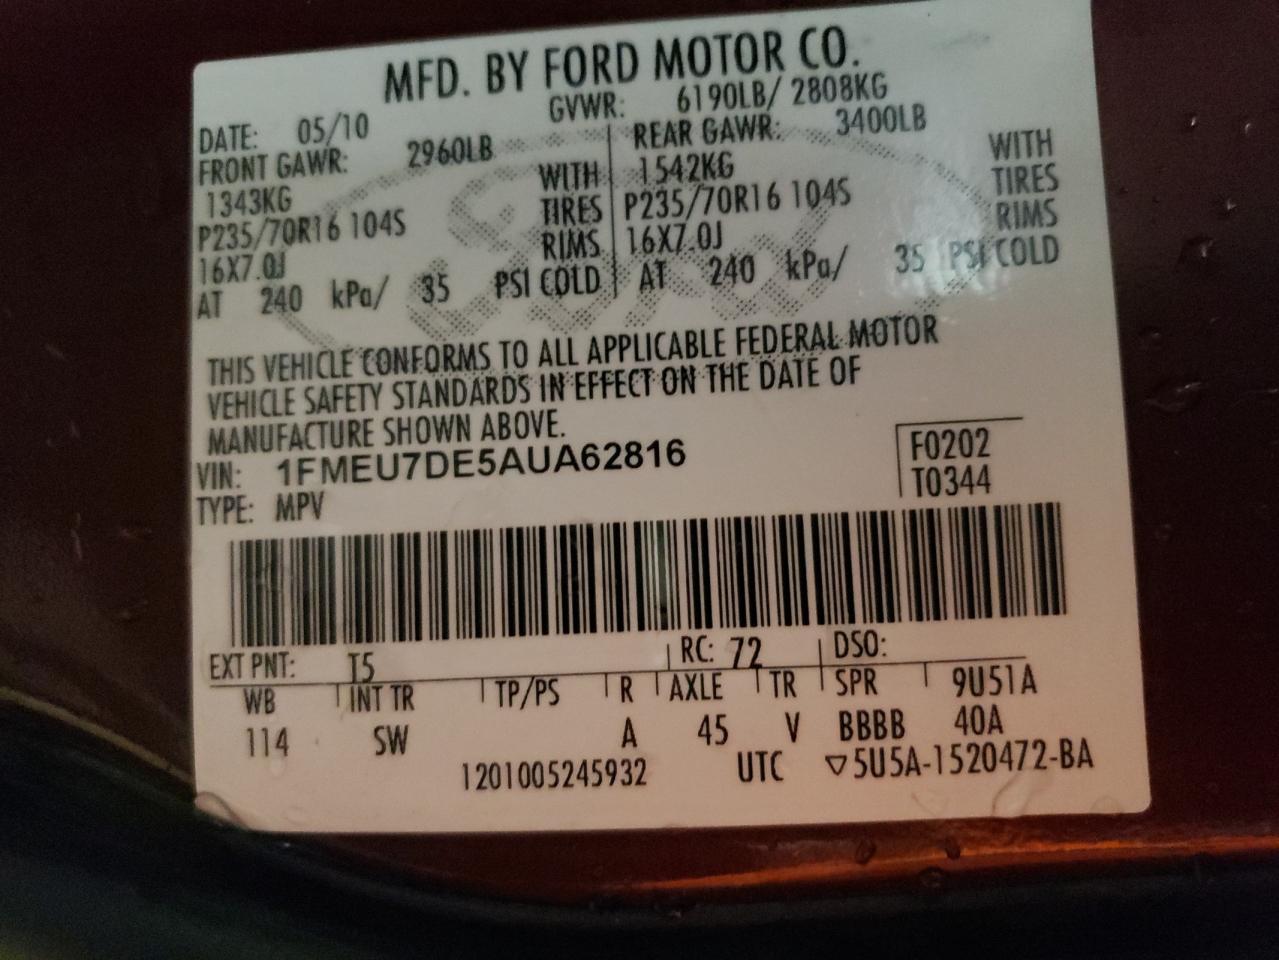 MFD. BY FORD MOTOR CO.
DATE: 05/10 GVWR: 6190LB/ 2808KG
FRONT GAWR: 2960LB REAR GAWR: 3400LB
1343KG WITH 1542KG WITH
P235/70R16 104S TIRES P235/70R16 104S TIRES
16X7.0J RIMS 16X7.0J RIMS
AT 240 kPa/ 35 PSI COLD AT 240 kPa/ 35 PSI COLD
THIS VEHICLE CONFORMS TO ALL APPLICABLE FEDERAL MOTOR
VEHICLE SAFETY STANDARDS IN EFFECT ON THE DATE OF
MANUFACTURE SHOWN ABOVE.
VIN: 1FMEU7DE5AUA62816 F0202
TYPE: MPV T0344
EXT PNT: T5 RC: 72 DSO:
WB INT TR TP/PS R AXLE TR SPR 9U51A
114 SW A 45 V BBBB 40A
1201005245932 UTC ▽5U5A-1520472-BA